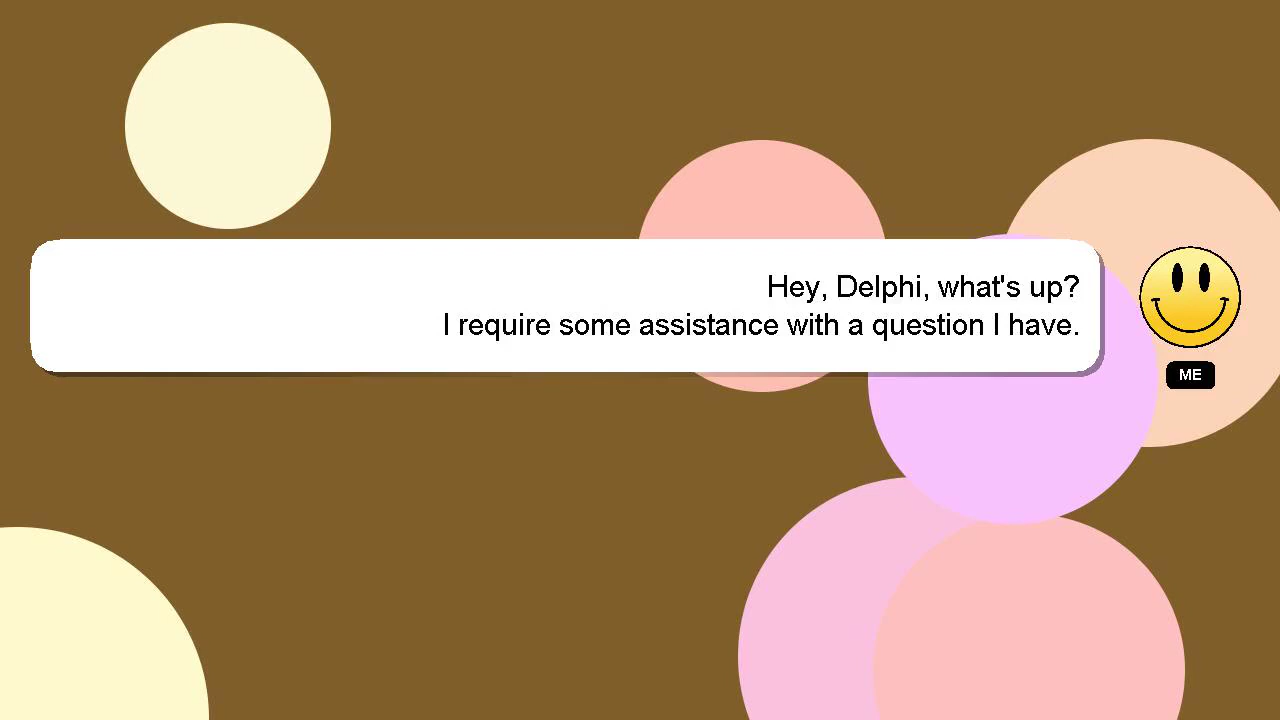 Hey, Delphi, what's up?
I require some assistance with a question I have.
ME